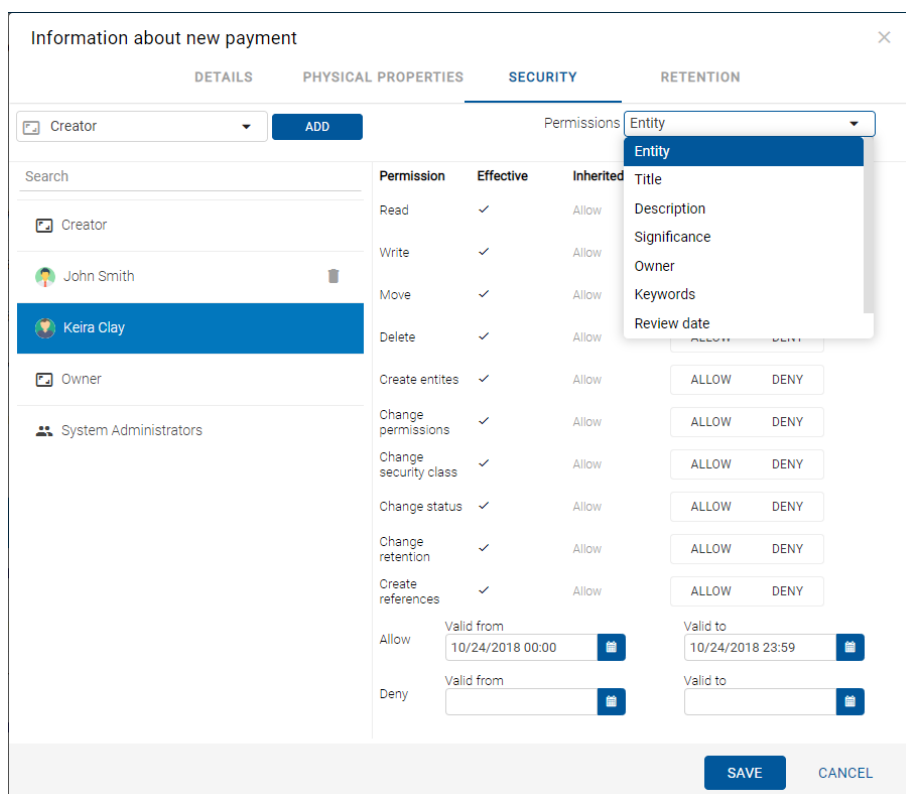 Information about new payment
DETAILS PHYSICAL PROPERTIES SECURITY RETENTION
Creator ADD Permissions Entity
Entity
Title
Description
Significance
Owner
Keywords
Review date
Search
Creator
John Smith
Keira Clay
Owner
System Administrators
Permission Effective Inherited
Read Allow
Write Allow
Move Allow
Delete Allow ALLOW DENY
Create entites Allow ALLOW DENY
Change
permissions Allow ALLOW DENY
Change
security class Allow ALLOW DENY
Change status Allow ALLOW DENY
Change
retention Allow ALLOW DENY
Create
references Allow ALLOW DENY
Valid from Valid to
Allow 10/24/2018 00:00 10/24/2018 23:59
Valid from Valid to
Deny
SAVE CANCEL